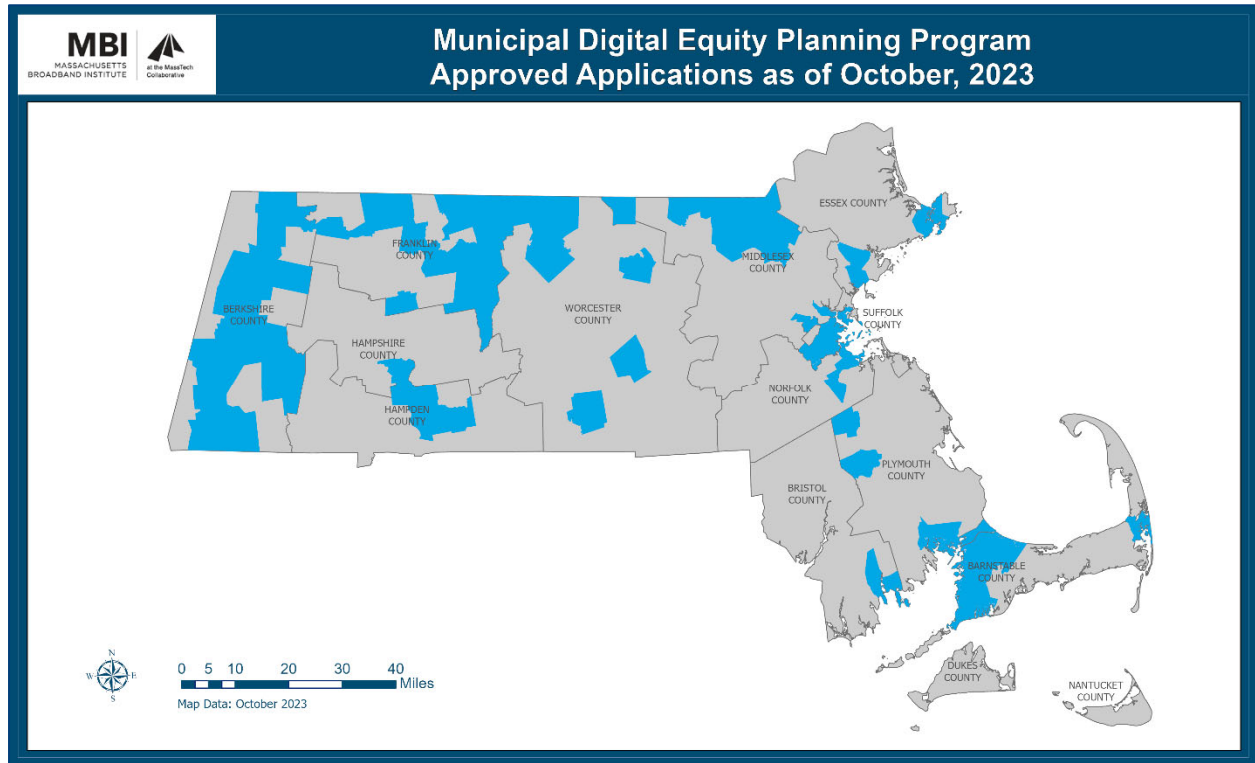 MBI
MASSACHUSETTS
BROADBAND INSTITUTE
at the MassTech
Collaborative
Municipal Digital Equity Planning Program
Approved Applications as of October, 2023
ESSEX COUNTY
FRANKLIN
COUNTY
MIDDLESEX
COUNTY
BERKSHIRE
COUNTY
WORCESTER
COUNTY
SUFFOLK
COUNTY
HAMPSHIRE
COUNTY
NORFOLK
COUNTY
HAMPDEN
COUNTY
PLYMOUTH
COUNTY
BRISTOL
COUNTY
BARNSTABLE
COUNTY
DUKES
COUNTY
NANTUCKET
COUNTY
N
W E
S
0 5 10 20 30 40
Miles
Map Data: October 2023